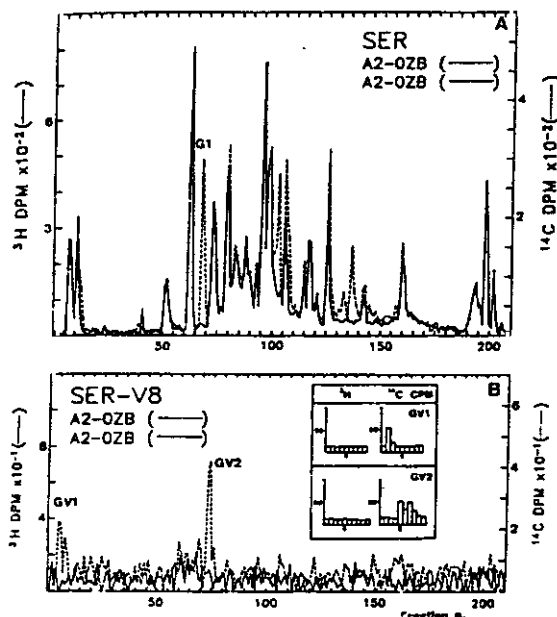 A
SER
A2-OZB (——)
A2-OZB (——)
³H DPM x10⁻² (——)
¹⁴C DPM x10⁻² (——)
6
3
4
2
G1
50
100
150
200
B
SER-V8
A2-OZB (——)
A2-OZB (——)
³H DPM x10⁻¹ (——)
¹⁴C DPM x10⁻¹ (——)
4
6
4
2
GV1
GV2
³H
¹⁴C CPM
GV1
GV2
50
100
150
200